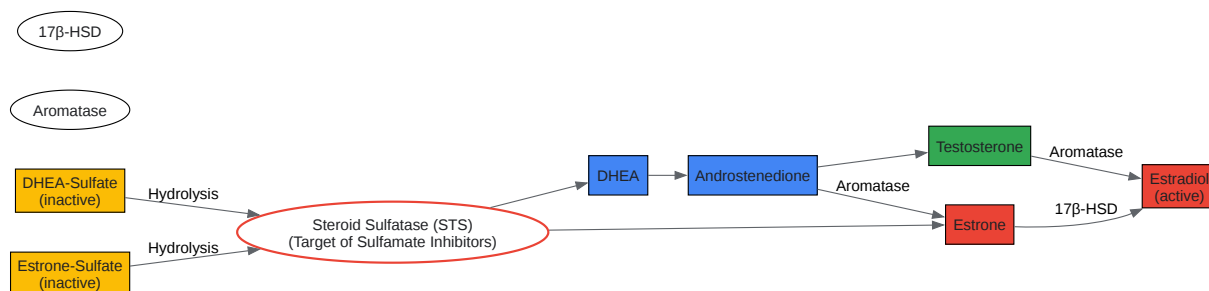 17β-HSD
Aromatase
DHEA-Sulfate
(inactive)
Hydrolysis
Estrone-Sulfate
(inactive)
Hydrolysis
Steroid Sulfatase (STS)
(Target of Sulfamate Inhibitors)
DHEA
Androstenedione
Aromatase
Testosterone
Aromatase
Estrone
17β-HSD
Estradiol
(active)